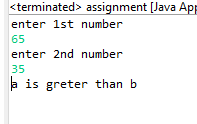 <terminated> assignment [Java App
enter 1st number
65
enter 2nd number
35
a is greter than b